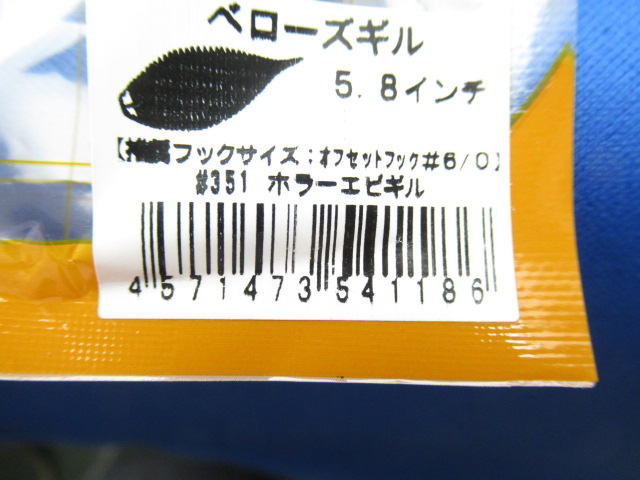 ベローズギル
5.8インチ
【推奨フックサイズ:オフセットフック#6/0】
#351 ホラーエビギル
4571473541186